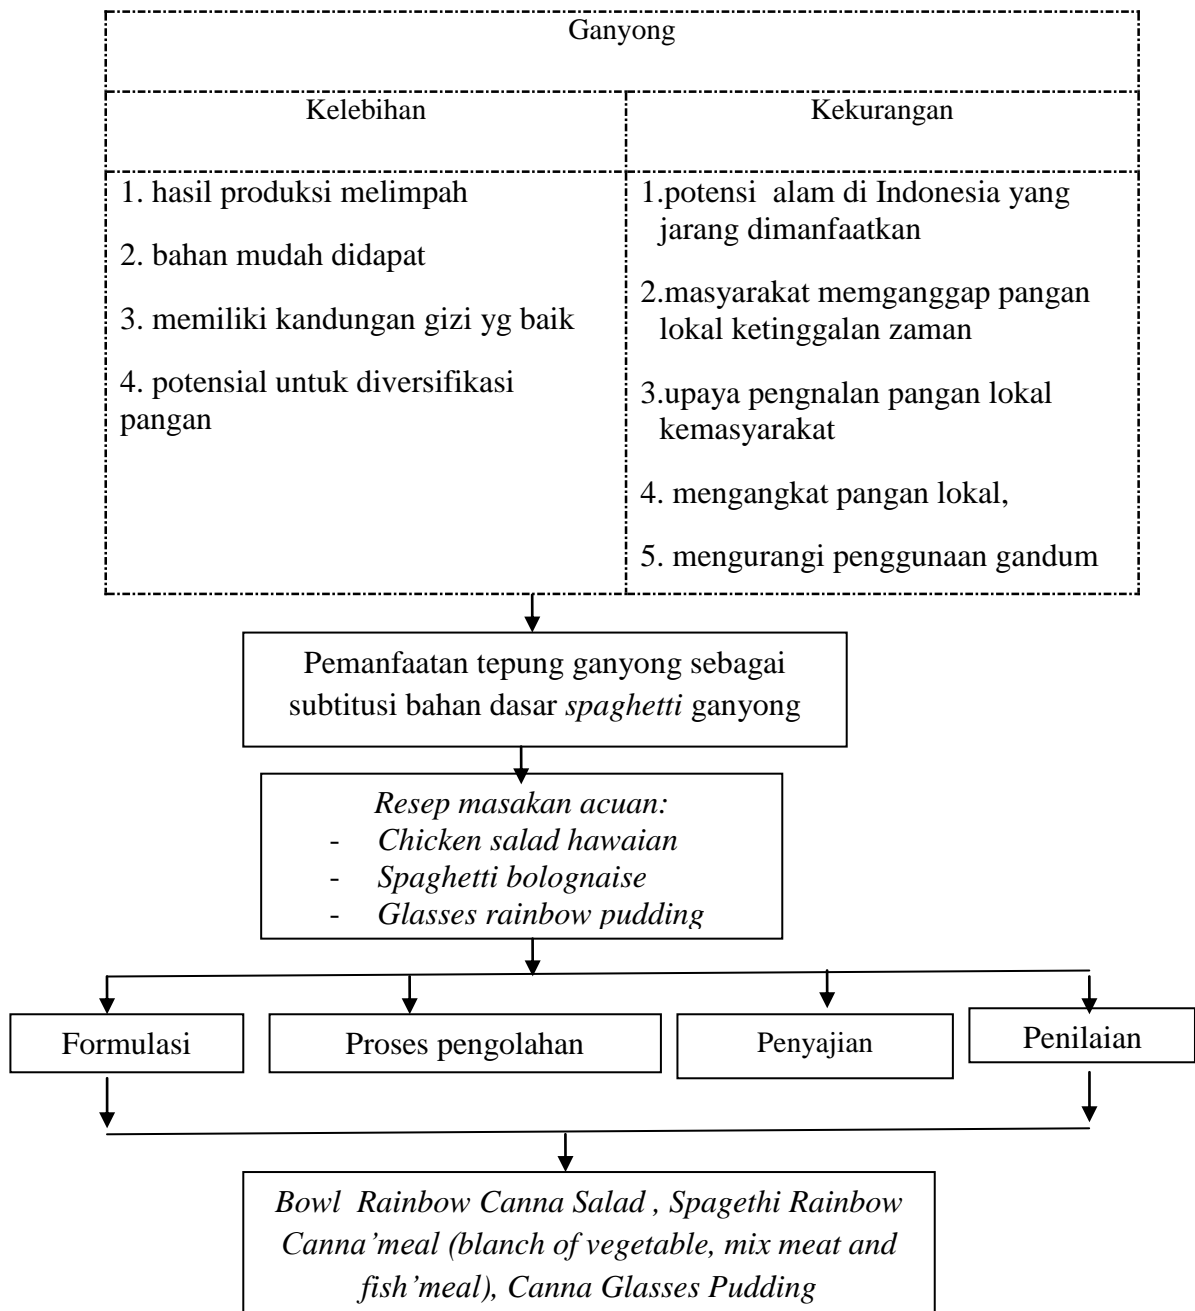 Ganyong
Kelebihan
Kekurangan
1. hasil produksi melimpah
2. bahan mudah didapat
3. memiliki kandungan gizi yg baik
4. potensial untuk diversifikasi
pangan
1.potensi alam di Indonesia yang
jarang dimanfaatkan
2.masyarakat memganggap pangan
lokal ketinggalan zaman
3.upaya pengnalan pangan lokal
kemasyarakat
4. mengangkat pangan lokal,
5. mengurangi penggunaan gandum
Pemanfaatan tepung ganyong sebagai
subtitusi bahan dasar spaghetti ganyong
Resep masakan acuan:
- Chicken salad hawaian
- Spaghetti bolognaise
- Glasses rainbow pudding
Formulasi
Proses pengolahan
Penyajian
Penilaian
Bowl Rainbow Canna Salad , Spagethi Rainbow
Canna’meal (blanch of vegetable, mix meat and
fish’meal), Canna Glasses Pudding